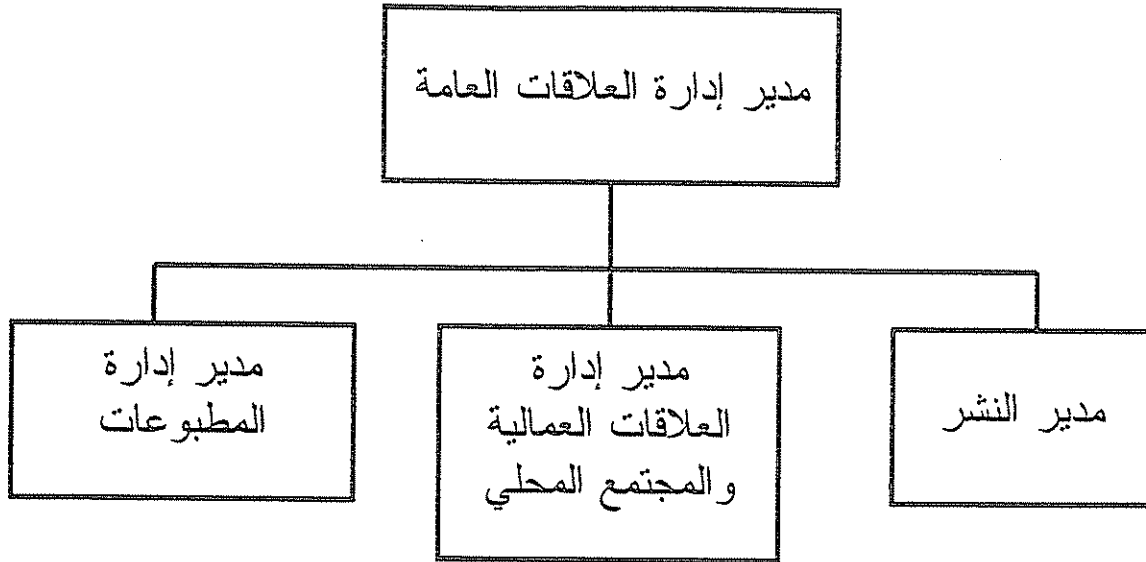 مدير إدارة العلاقات العامة
مدير النشر
مدير إدارة
العلاقات العمالية
والمجتمع المحلي
مدير إدارة
المطبوعات